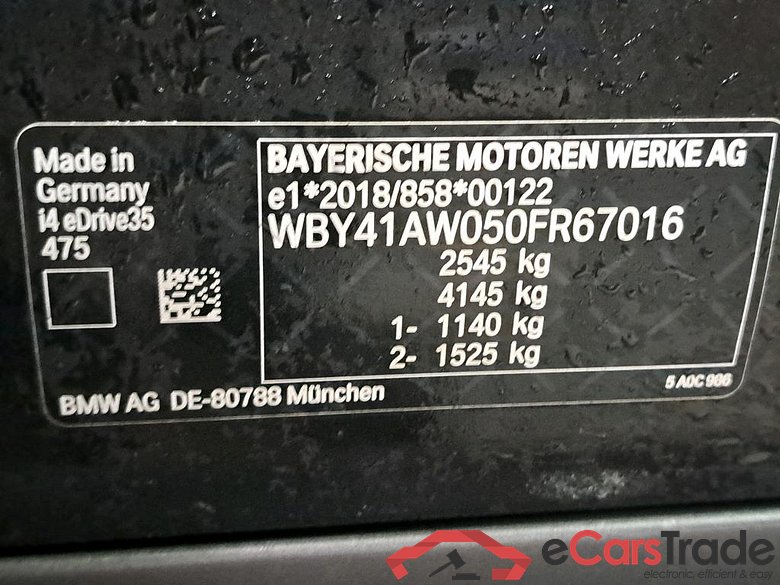 Made in
Germany
i4 eDrive35
475
BAYERISCHE MOTOREN WERKE AG
e1*2018/858*00122
WBY41AW050FR67016
2545 kg
4145 kg
1- 1140 kg
2- 1525 kg
BMW AG DE-80788 München
5 A0C 986
eCarsTrade
electronic, efficient & easy